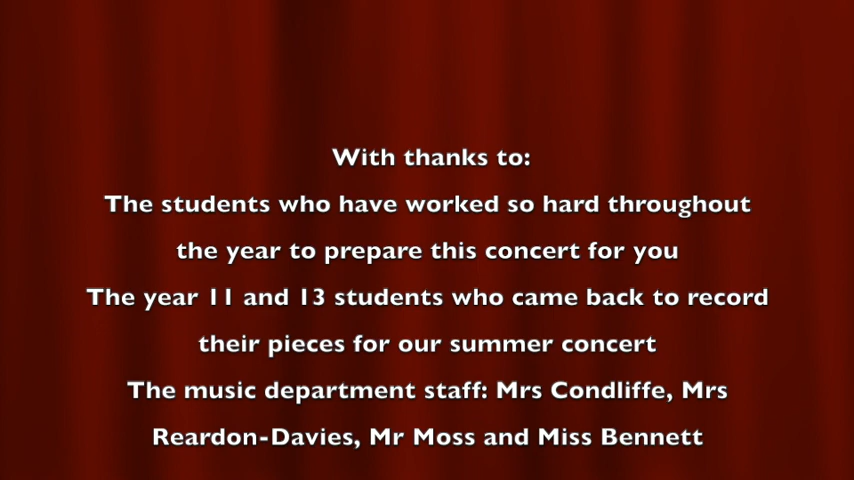 With thanks to:
The students who have worked so hard throughout
the year to prepare this concert for you
The year 11 and 13 students who came back to record
their pieces for our summer concert
The music department staff: Mrs Condliffe, Mrs
Reardon-Davies, Mr Moss and Miss Bennett